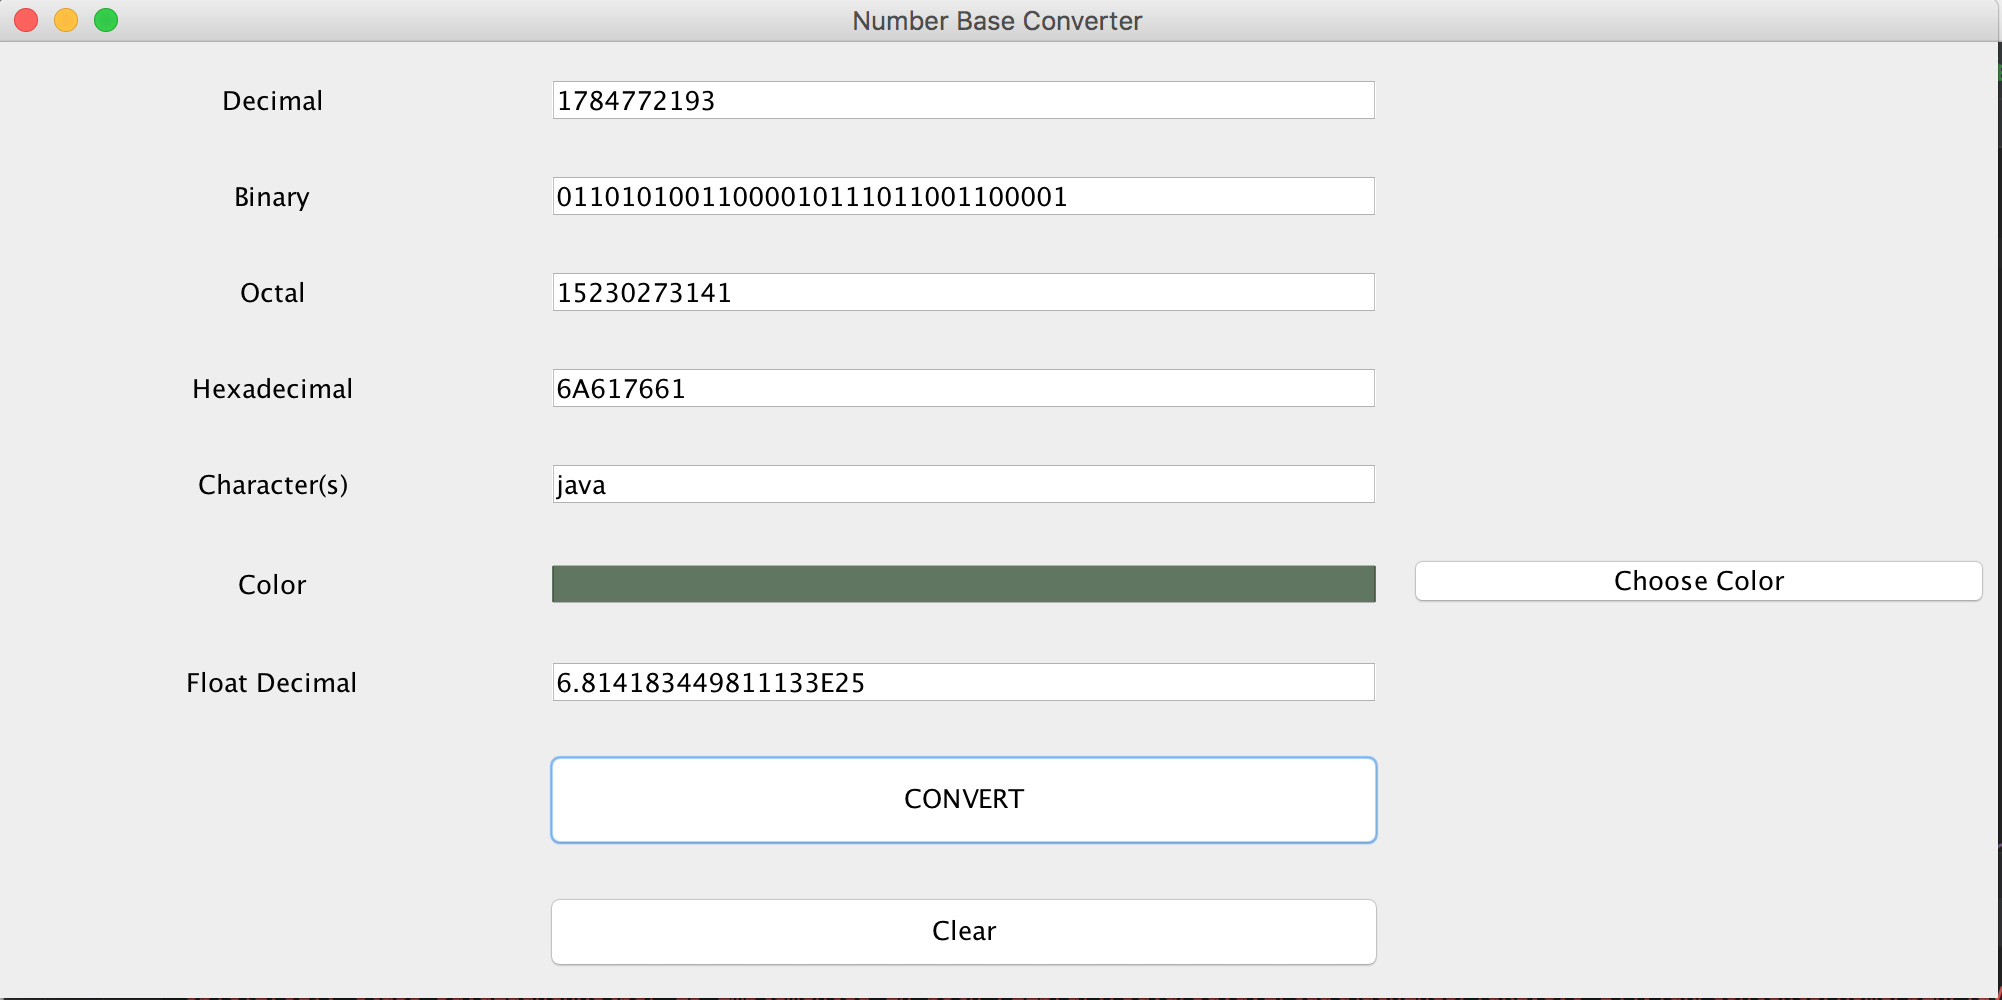 Number Base Converter
Decimal 1784772193
Binary 01101010011000010111011001100001
Octal 15230273141
Hexadecimal 6A617661
Character(s) java
Color Choose Color
Float Decimal 6.814183449811133E25
CONVERT
Clear